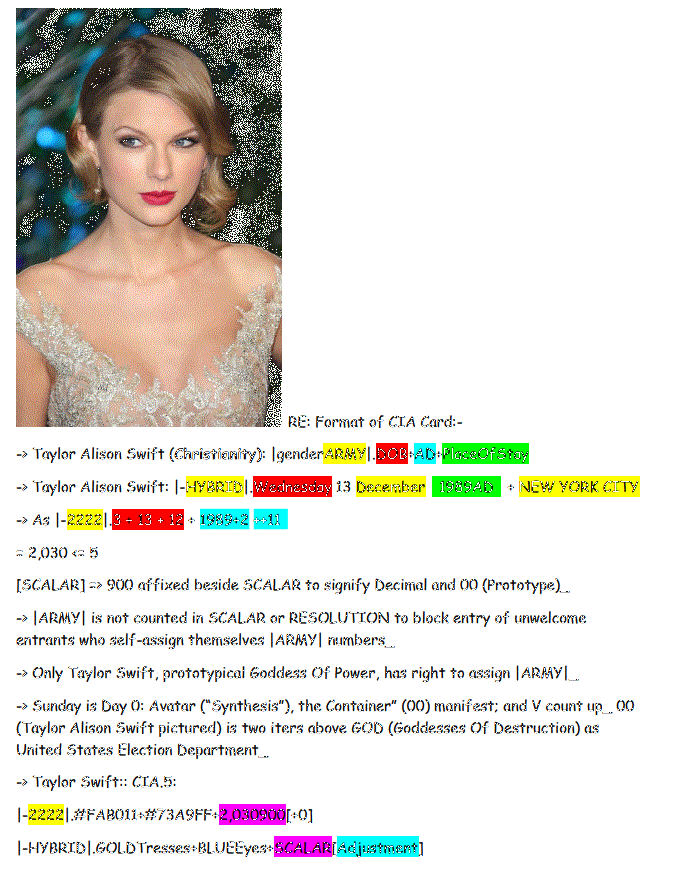 RE: Format of CIA Card:-
-> Taylor Alison Swift (Christianity): |genderARMY|.DOB+AD+PlaceOfStay
-> Taylor Alison Swift: |-HYBRID|.Wednesday 13 December 1989AD + NEW YORK CITY
-> As |-2222|.3 + 13 + 12 + 1989+2 ++11
= 2,030 <= 5
[SCALAR] => 900 affixed beside SCALAR to signify Decimal and 00 (Prototype)_
-> |ARMY| is not counted in SCALAR or RESOLUTION to block entry of unwelcome
entrants who self-assign themselves |ARMY| numbers_
-> Only Taylor Swift, prototypical Goddess Of Power, has right to assign |ARMY|_
-> Sunday is Day 0: Avatar ("Synthesis"), the Container" (00) manifest; and V count up_ 00
(Taylor Alison Swift pictured) is two iters above GOD (Goddesses Of Destruction) as
United States Election Department_
-> Taylor Swift:: CIA.5:
|-2222|.#FAB011+#73A9FF+2,030900[+0]
|-HYBRID|.GOLDTresses+BLUEEyes+SCALAR[Adjustment]